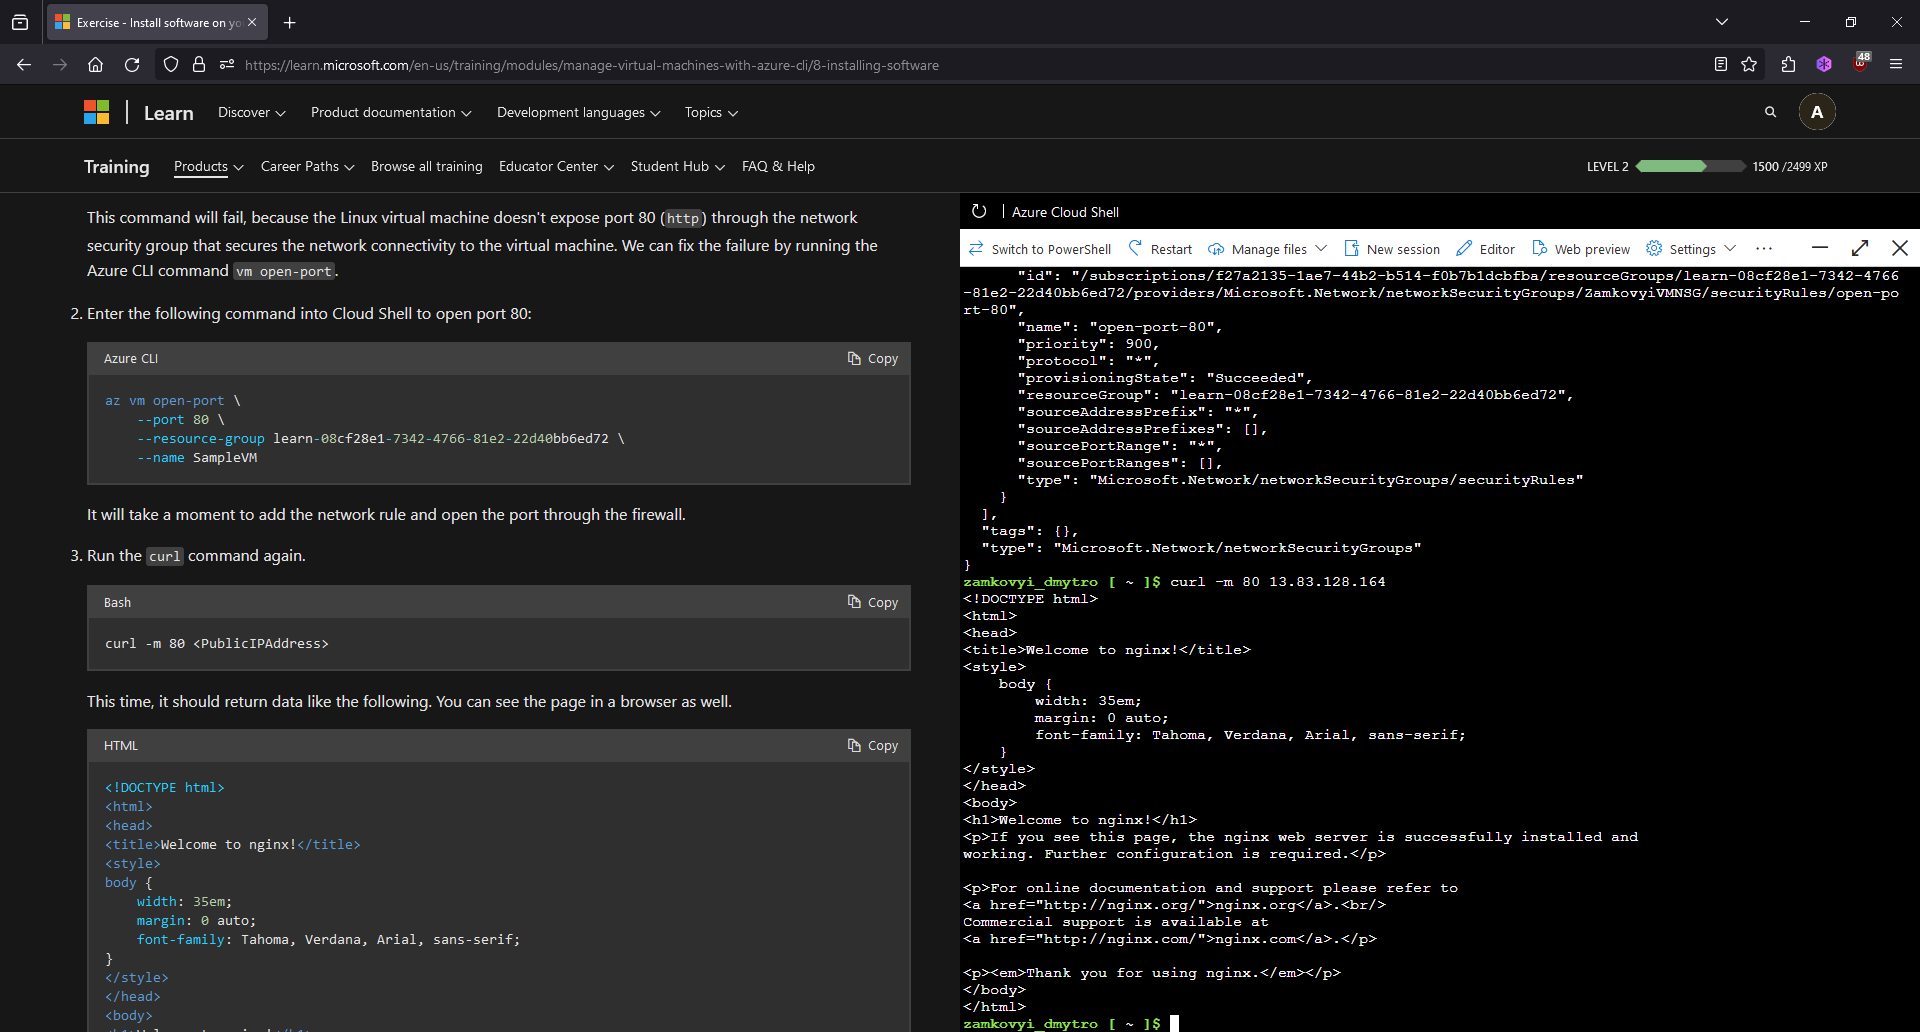 Exercise - Install software on yo
https://learn.microsoft.com/en-us/training/modules/manage-virtual-machines-with-azure-cli/8-installing-software
48
Learn
Discover
Product documentation
Development languages
Topics
A
Training
Products
Career Paths
Browse all training
Educator Center
Student Hub
FAQ & Help
LEVEL 2
1500 /2499 XP
This command will fail, because the Linux virtual machine doesn't expose port 80 (http) through the network
security group that secures the network connectivity to the virtual machine. We can fix the failure by running the
Azure CLI command vm open-port.
2. Enter the following command into Cloud Shell to open port 80:
Azure CLI
Copy
az vm open-port \
    --port 80 \
    --resource-group learn-08cf28e1-7342-4766-81e2-22d40bb6ed72 \
    --name SampleVM
It will take a moment to add the network rule and open the port through the firewall.
3. Run the curl command again.
Bash
Copy
curl -m 80 <PublicIPAddress>
This time, it should return data like the following. You can see the page in a browser as well.
HTML
Copy
<!DOCTYPE html>
<html>
<head>
<title>Welcome to nginx!</title>
<style>
body {
    width: 35em;
    margin: 0 auto;
    font-family: Tahoma, Verdana, Arial, sans-serif;
}
</style>
</head>
<body>
Azure Cloud Shell
Switch to PowerShell
Restart
Manage files
New session
Editor
Web preview
Settings
      "id": "/subscriptions/f27a2135-1ae7-44b2-b514-f0b7b1dcbfba/resourceGroups/learn-08cf28e1-7342-4766
-81e2-22d40bb6ed72/providers/Microsoft.Network/networkSecurityGroups/ZamkovyiVMNSG/securityRules/open-po
rt-80",
      "name": "open-port-80",
      "priority": 900,
      "protocol": "*",
      "provisioningState": "Succeeded",
      "resourceGroup": "learn-08cf28e1-7342-4766-81e2-22d40bb6ed72",
      "sourceAddressPrefix": "*",
      "sourceAddressPrefixes": [],
      "sourcePortRange": "*",
      "sourcePortRanges": [],
      "type": "Microsoft.Network/networkSecurityGroups/securityRules"
    }
  ],
  "tags": {},
  "type": "Microsoft.Network/networkSecurityGroups"
}
zamkovyi_dmytro [ ~ ]$ curl -m 80 13.83.128.164
<!DOCTYPE html>
<html>
<head>
<title>Welcome to nginx!</title>
<style>
    body {
        width: 35em;
        margin: 0 auto;
        font-family: Tahoma, Verdana, Arial, sans-serif;
    }
</style>
</head>
<body>
<h1>Welcome to nginx!</h1>
<p>If you see this page, the nginx web server is successfully installed and
working. Further configuration is required.</p>
<p>For online documentation and support please refer to
<a href="http://nginx.org/">nginx.org</a>.<br/>
Commercial support is available at
<a href="http://nginx.com/">nginx.com</a>.</p>
<p><em>Thank you for using nginx.</em></p>
</body>
</html>
zamkovyi_dmytro [ ~ ]$